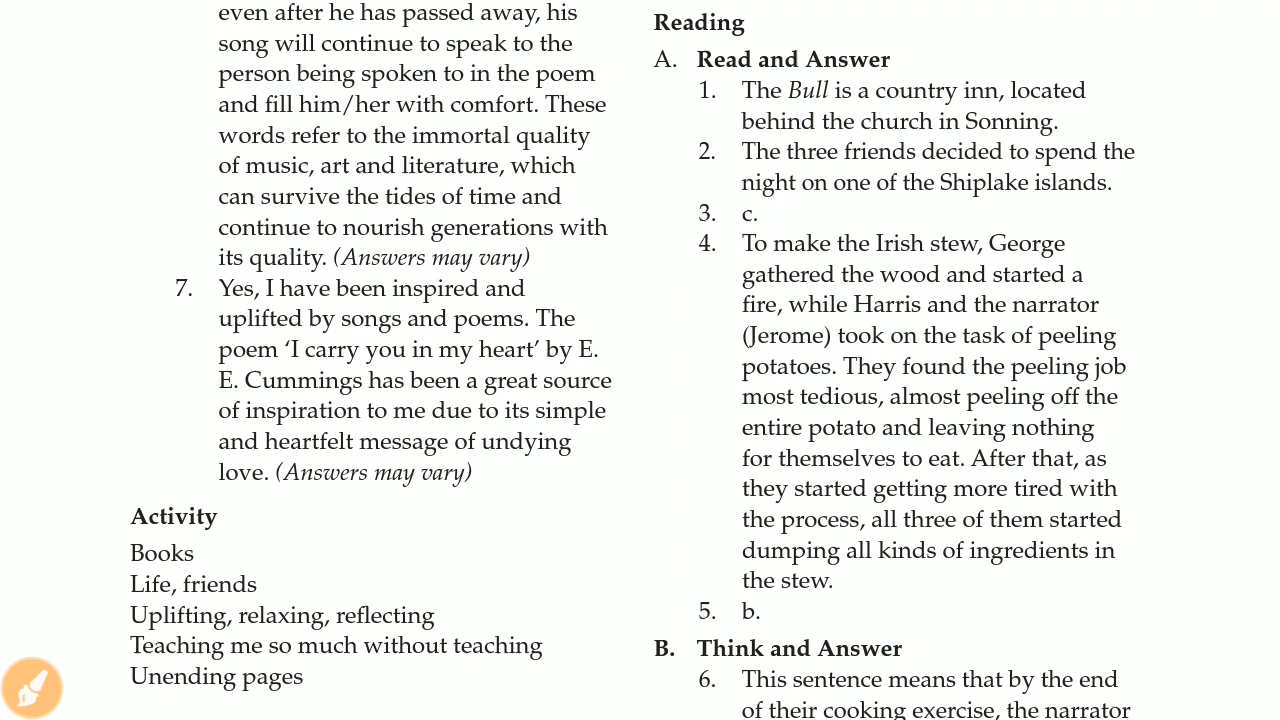 even after he has passed away, his
song will continue to speak to the
person being spoken to in the poem
and fill him/her with comfort. These
words refer to the immortal quality
of music, art and literature, which
can survive the tides of time and
continue to nourish generations with
its quality. (Answers may vary)
7. Yes, I have been inspired and
uplifted by songs and poems. The
poem ‘I carry you in my heart’ by E.
E. Cummings has been a great source
of inspiration to me due to its simple
and heartfelt message of undying
love. (Answers may vary)
Activity
Books
Life, friends
Uplifting, relaxing, reflecting
Teaching me so much without teaching
Unending pages
Reading
A. Read and Answer
1. The Bull is a country inn, located
behind the church in Sonning.
2. The three friends decided to spend the
night on one of the Shiplake islands.
3. c.
4. To make the Irish stew, George
gathered the wood and started a
fire, while Harris and the narrator
(Jerome) took on the task of peeling
potatoes. They found the peeling job
most tedious, almost peeling off the
entire potato and leaving nothing
for themselves to eat. After that, as
they started getting more tired with
the process, all three of them started
dumping all kinds of ingredients in
the stew.
5. b.
B. Think and Answer
6. This sentence means that by the end
of their cooking exercise, the narrator